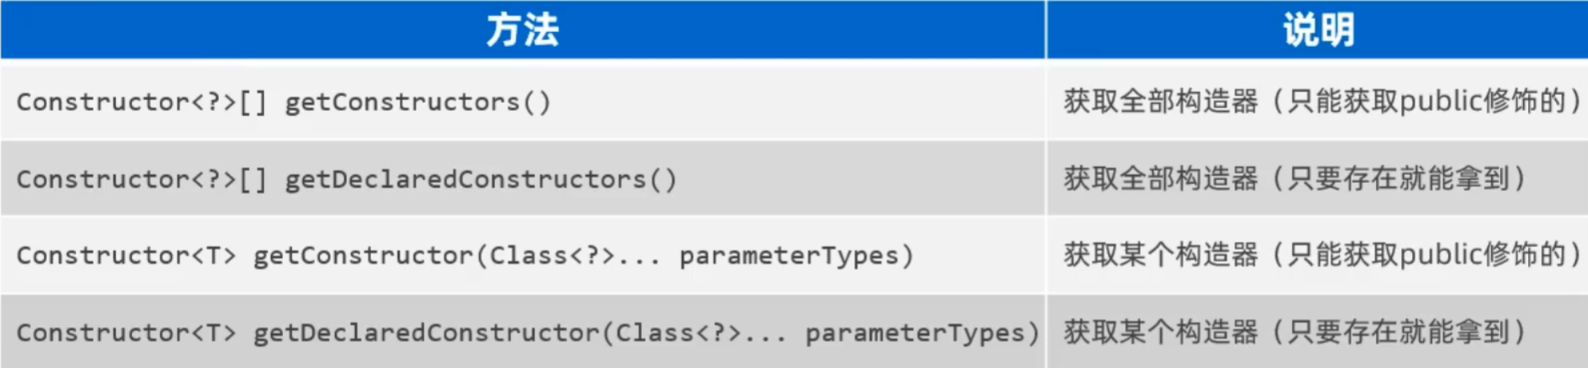 方法 说明
Constructor<?>[] getConstructors() 获取全部构造器（只能获取public修饰的）
Constructor<?>[] getDeclaredConstructors() 获取全部构造器（只要存在就能拿到）
Constructor<T> getConstructor(Class<?>... parameterTypes) 获取某个构造器（只能获取public修饰的）
Constructor<T> getDeclaredConstructor(Class<?>... parameterTypes) 获取某个构造器（只要存在就能拿到）